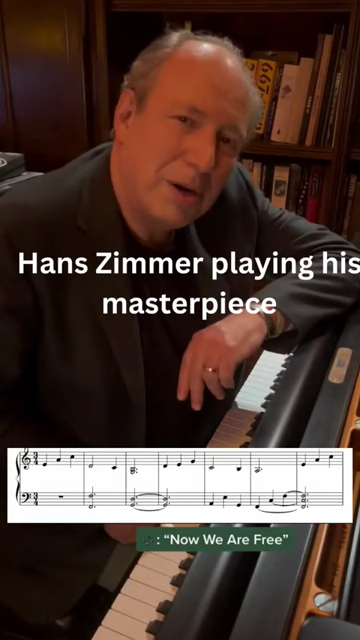 Hans Zimmer playing his
masterpiece
: “Now We Are Free”